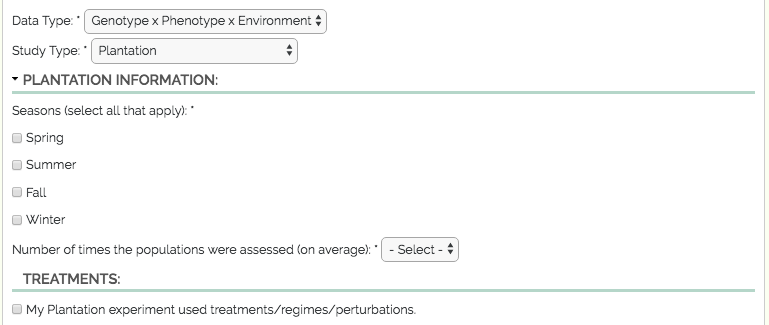 Data Type: * Genotype x Phenotype x Environment
Study Type: * Plantation
PLANTATION INFORMATION:
Seasons (select all that apply): *
Spring
Summer
Fall
Winter
Number of times the populations were assessed (on average): * - Select -
TREATMENTS:
My Plantation experiment used treatments/regimes/perturbations.